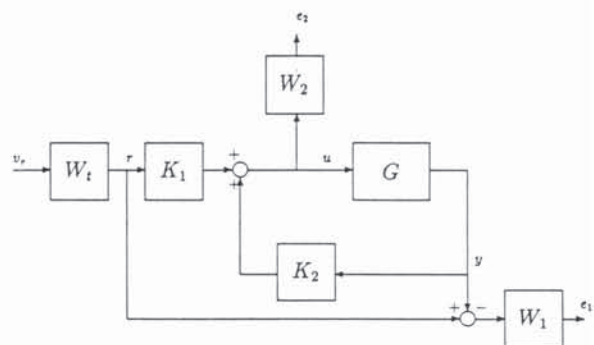 e₂
W₂
vᵣ
Wₜ
r
K₁
+
+
u
G
K₂
y
+
−
W₁
e₁